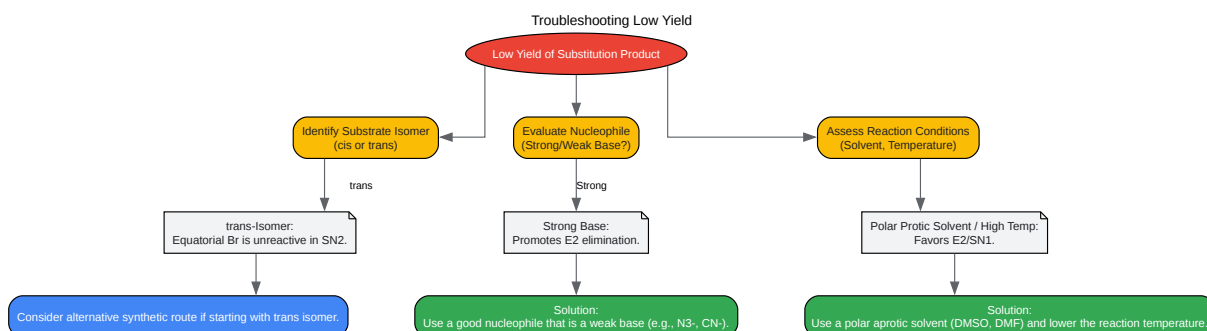 Troubleshooting Low Yield
Low Yield of Substitution Product
Identify Substrate Isomer
(cis or trans)
Evaluate Nucleophile
(Strong/Weak Base?)
Assess Reaction Conditions
(Solvent, Temperature)
trans
Strong
trans-Isomer:
Equatorial Br is unreactive in SN2.
Strong Base:
Promotes E2 elimination.
Polar Protic Solvent / High Temp:
Favors E2/SN1.
Consider alternative synthetic route if starting with trans isomer.
Solution:
Use a good nucleophile that is a weak base (e.g., N3-, CN-).
Solution:
Use a polar aprotic solvent (DMSO, DMF) and lower the reaction temperature.